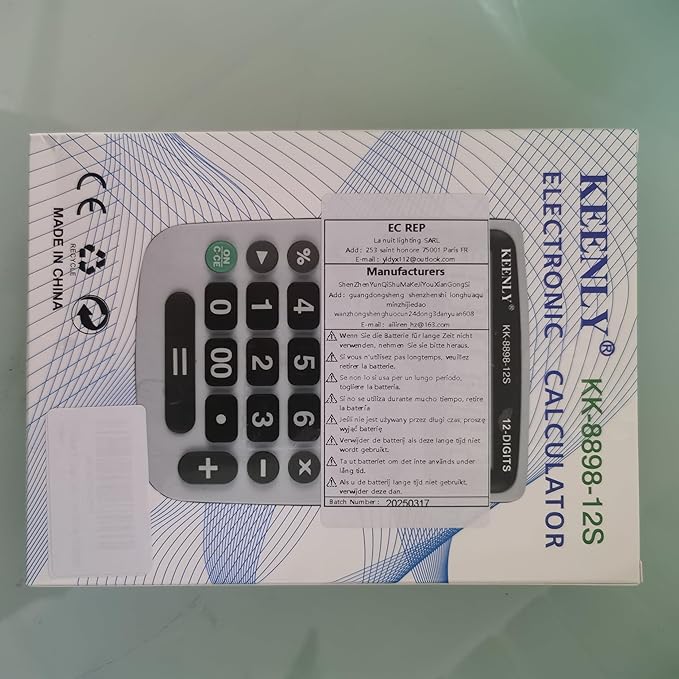 KEENLY®
KK-8898-12S
ELECTRONIC CALCULATOR
KEENLY®
KK-8898-12S
12-DIGITS
EC REP
La nuit lighting SARL
Add: 253 saint honore 75001 Paris FR
E-mail: yldyx112@outlook.com
Manufacturers
ShenZhenYunQiShuMaKeJiYouXianGongSi
Add: guangdongsheng shenzhenshi longhuaqu
minzhijiedao
wanzhongshenghuocun24dong3danyuan608
E-mail: ailiren_hz@163.com
Wenn Sie die Batterie für lange Zeit nicht
verwenden, nehmen Sie sie bitte heraus.
Si vous n'utilisez pas longtemps, veuillez
retirer la batterie.
Se non lo si usa per un lungo periodo,
togliere la batteria.
Si no se utiliza durante mucho tiempo, retire
la batería
Jeśli nie jest używany przez długi czas, proszę
wyjąć baterię
Verwijder de batterij als deze lange tijd niet
wordt gebruikt.
Ta ut batteriet om det inte används under
lång tid.
Als u de batterij lange tijd niet gebruikt,
verwijder deze dan.
Batch Number: 20250317
%
▶
ON
C·CE
4
1
0
5
2
00
=
6
3
•
×
−
+
CE
RECYCLE
MADE IN CHINA